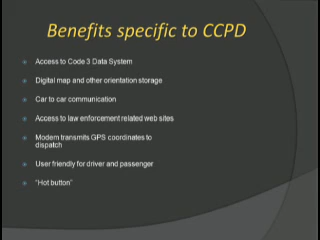 Benefits specific to CCPD
Access to Code 3 Data System
Digital map and other orientation storage
Car to car communication
Access to law enforcement related web sites
Modem transmits GPS coordinates to
dispatch
User friendly for driver and passenger
"Hot button"